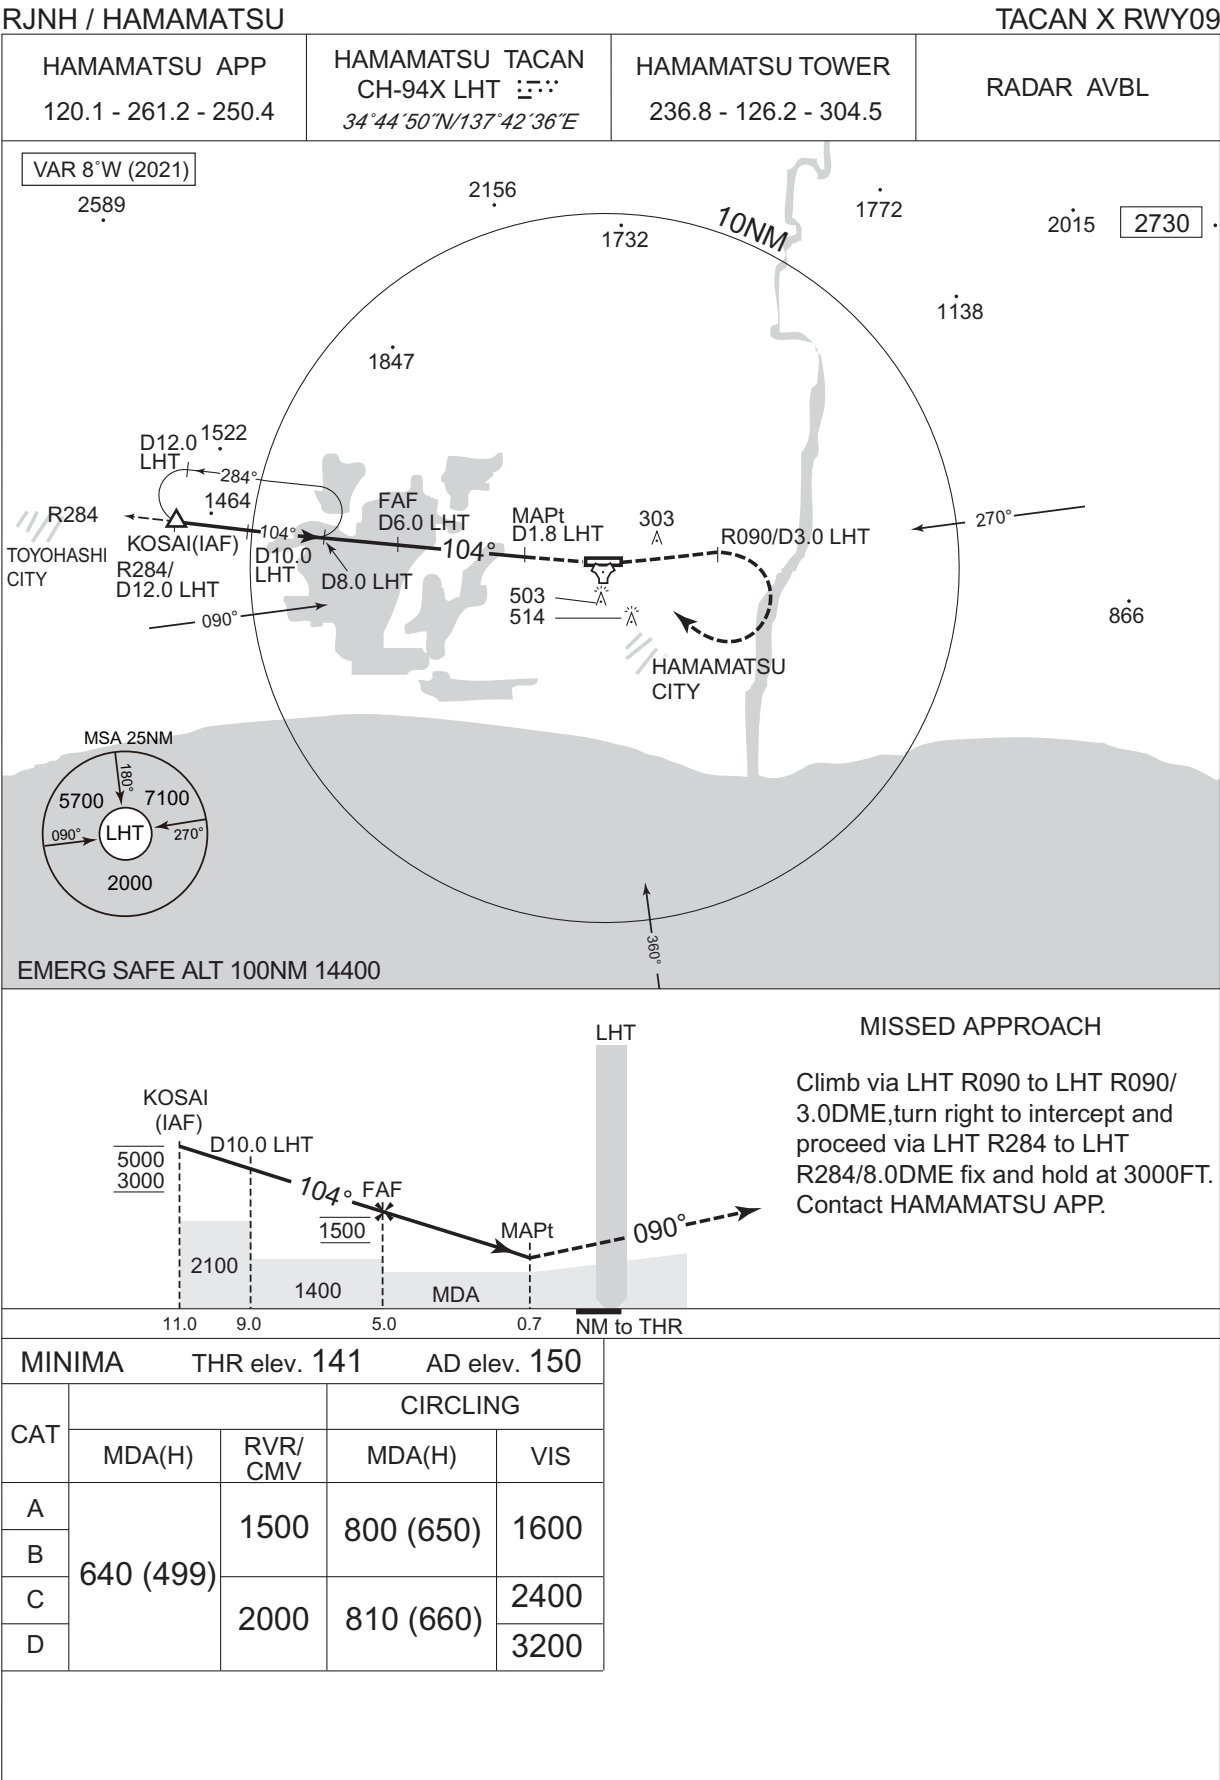 RJNH / HAMAMATSU
TACAN X RWY09
HAMAMATSU APP
120.1 - 261.2 - 250.4
HAMAMATSU TACAN
CH-94X LHT
34°44′50″N/137°42′36″E
HAMAMATSU TOWER
236.8 - 126.2 - 304.5
RADAR AVBL
VAR 8°W (2021)
2589
2156
1732
10NM
1772
2015
2730
1138
1847
D12.0
LHT
1522
284°
1464
R284
TOYOHASHI
CITY
KOSAI(IAF)
R284/
D12.0 LHT
104°
D10.0
LHT
D8.0 LHT
FAF
D6.0 LHT
104°
MAPt
D1.8 LHT
303
R090/D3.0 LHT
270°
090°
503
514
866
HAMAMATSU
CITY
MSA 25NM
180°
5700
7100
090°
LHT
270°
2000
360°
EMERG SAFE ALT 100NM 14400
LHT
MISSED APPROACH
Climb via LHT R090 to LHT R090/
3.0DME,turn right to intercept and
proceed via LHT R284 to LHT
R284/8.0DME fix and hold at 3000FT.
Contact HAMAMATSU APP.
KOSAI
(IAF)
D10.0 LHT
5000
3000
104°
FAF
1500
MAPt
090°
2100
1400
MDA
11.0
9.0
5.0
0.7
NM to THR
MINIMA THR elev. 141 AD elev. 150
CAT
CIRCLING
MDA(H)
RVR/
CMV
MDA(H)
VIS
A
B
C
D
640 (499)
1500
2000
800 (650)
810 (660)
1600
2400
3200